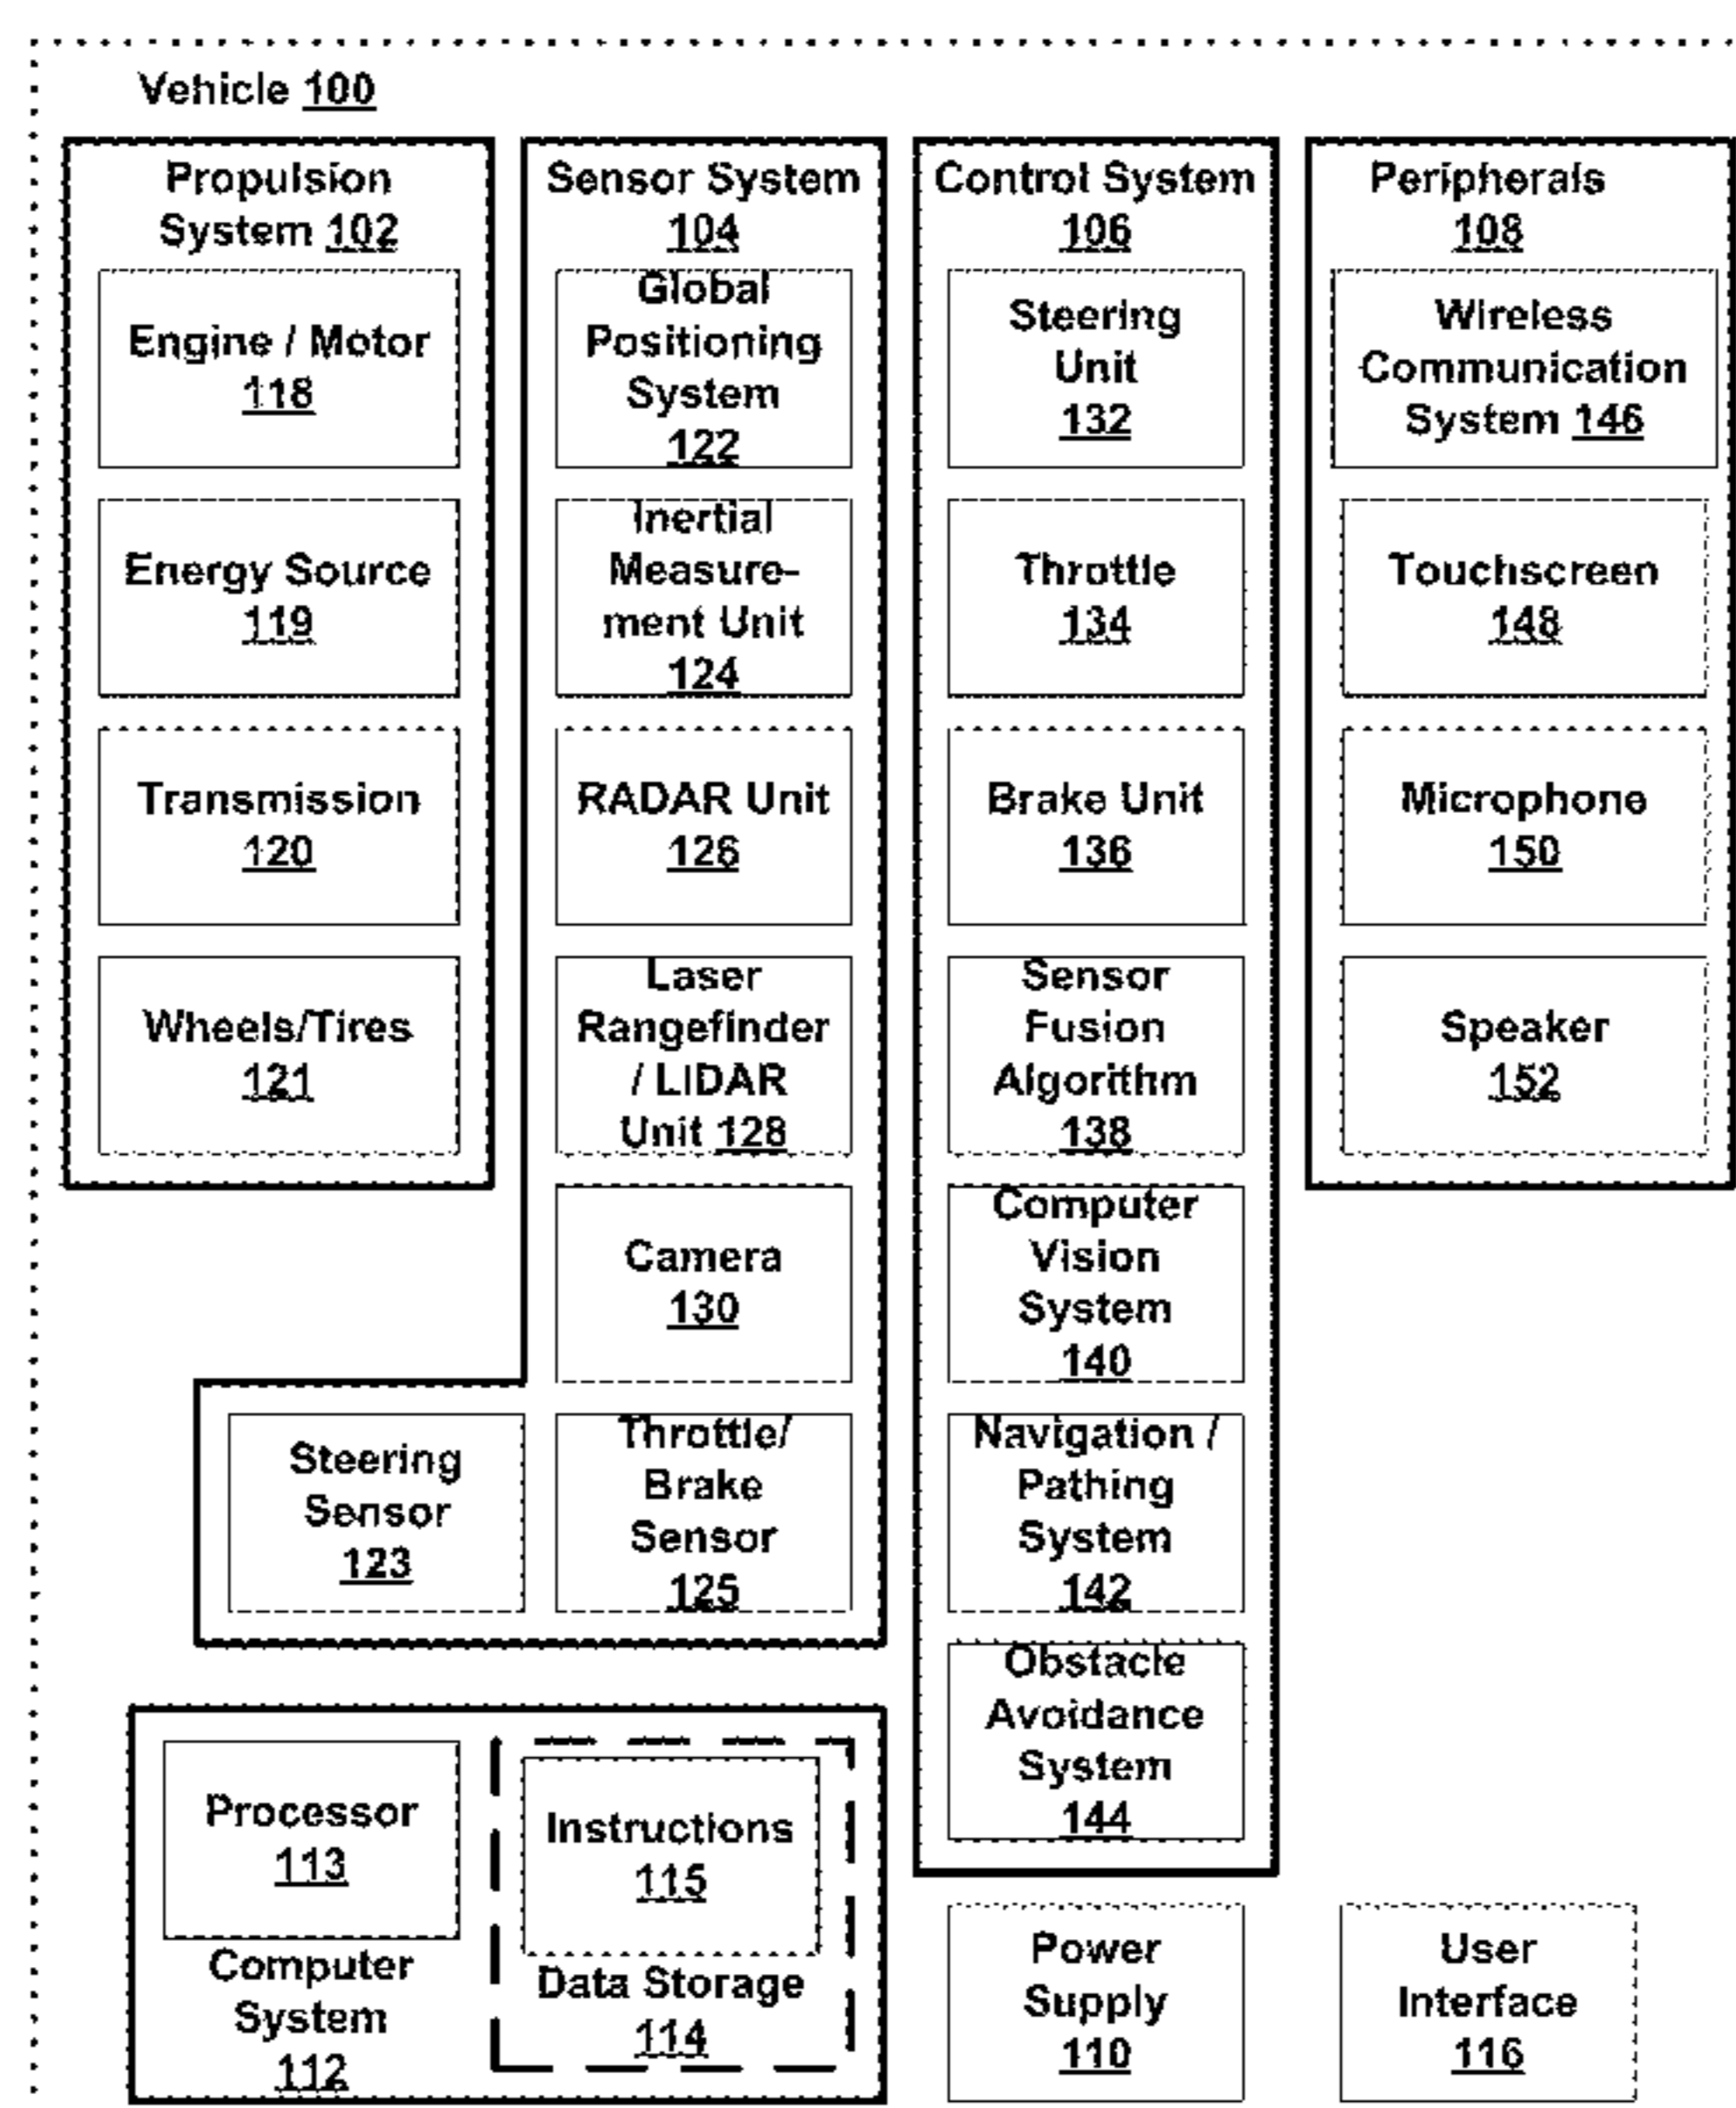 Vehicle 100
Propulsion
System 102
Engine / Motor
118
Energy Source
119
Transmission
120
Wheels/Tires
121
Sensor System
104
Global
Positioning
System
122
Inertial
Measure-
ment Unit
124
RADAR Unit
126
Laser
Rangefinder
/ LIDAR
Unit 128
Camera
130
Steering
Sensor
123
Throttle/
Brake
Sensor
125
Control System
106
Steering
Unit
132
Throttle
134
Brake Unit
136
Sensor
Fusion
Algorithm
138
Computer
Vision
System
140
Navigation /
Pathing
System
142
Obstacle
Avoidance
System
144
Peripherals
108
Wireless
Communication
System 146
Touchscreen
148
Microphone
150
Speaker
152
Processor
113
Computer
System
112
Instructions
115
Data Storage
114
Power
Supply
110
User
Interface
116